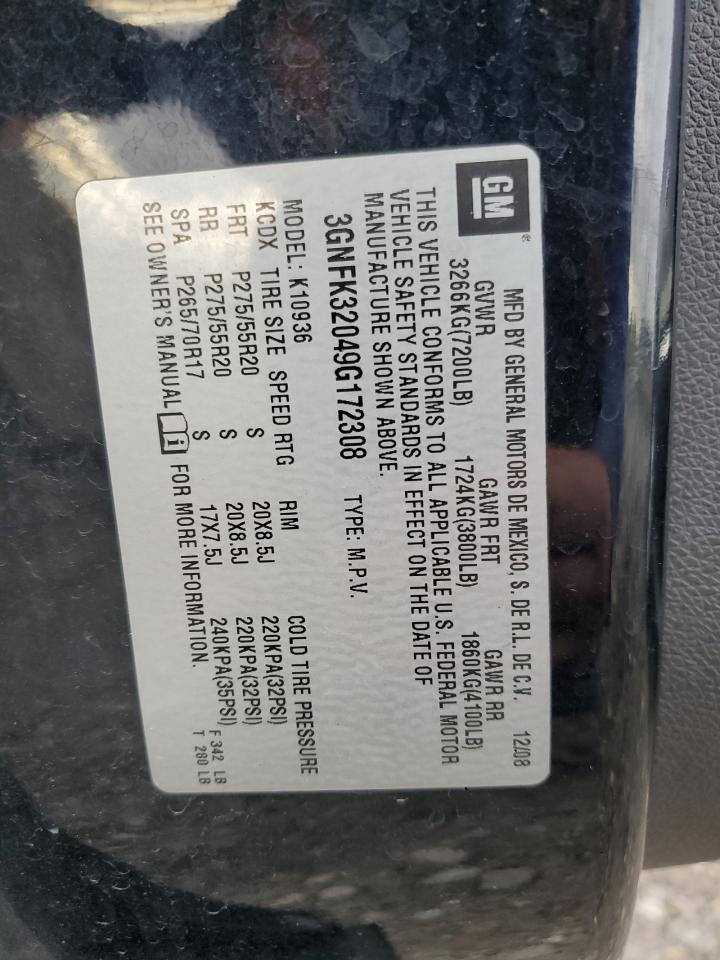 GM
®
MFD BY GENERAL MOTORS DE MEXICO, S. DE R.L. DE C.V. 12/08
GVWR GAWR FRT GAWR RR
3266KG(7200LB) 1724KG(3800LB) 1860KG(4100LB)
THIS VEHICLE CONFORMS TO ALL APPLICABLE U.S. FEDERAL MOTOR
VEHICLE SAFETY STANDARDS IN EFFECT ON THE DATE OF
MANUFACTURE SHOWN ABOVE.
3GNFK32049G172308 TYPE: M.P.V.
MODEL: K10936
KCDX TIRE SIZE SPEED RTG RIM COLD TIRE PRESSURE
FRT P275/55R20 S 20X8.5J 220KPA(32PSI)
RR P275/55R20 S 20X8.5J 220KPA(32PSI)
SPA P265/70R17 S 17X7.5J 240KPA(35PSI)
SEE OWNER'S MANUAL i FOR MORE INFORMATION.
F 342 LB
T 280 LB